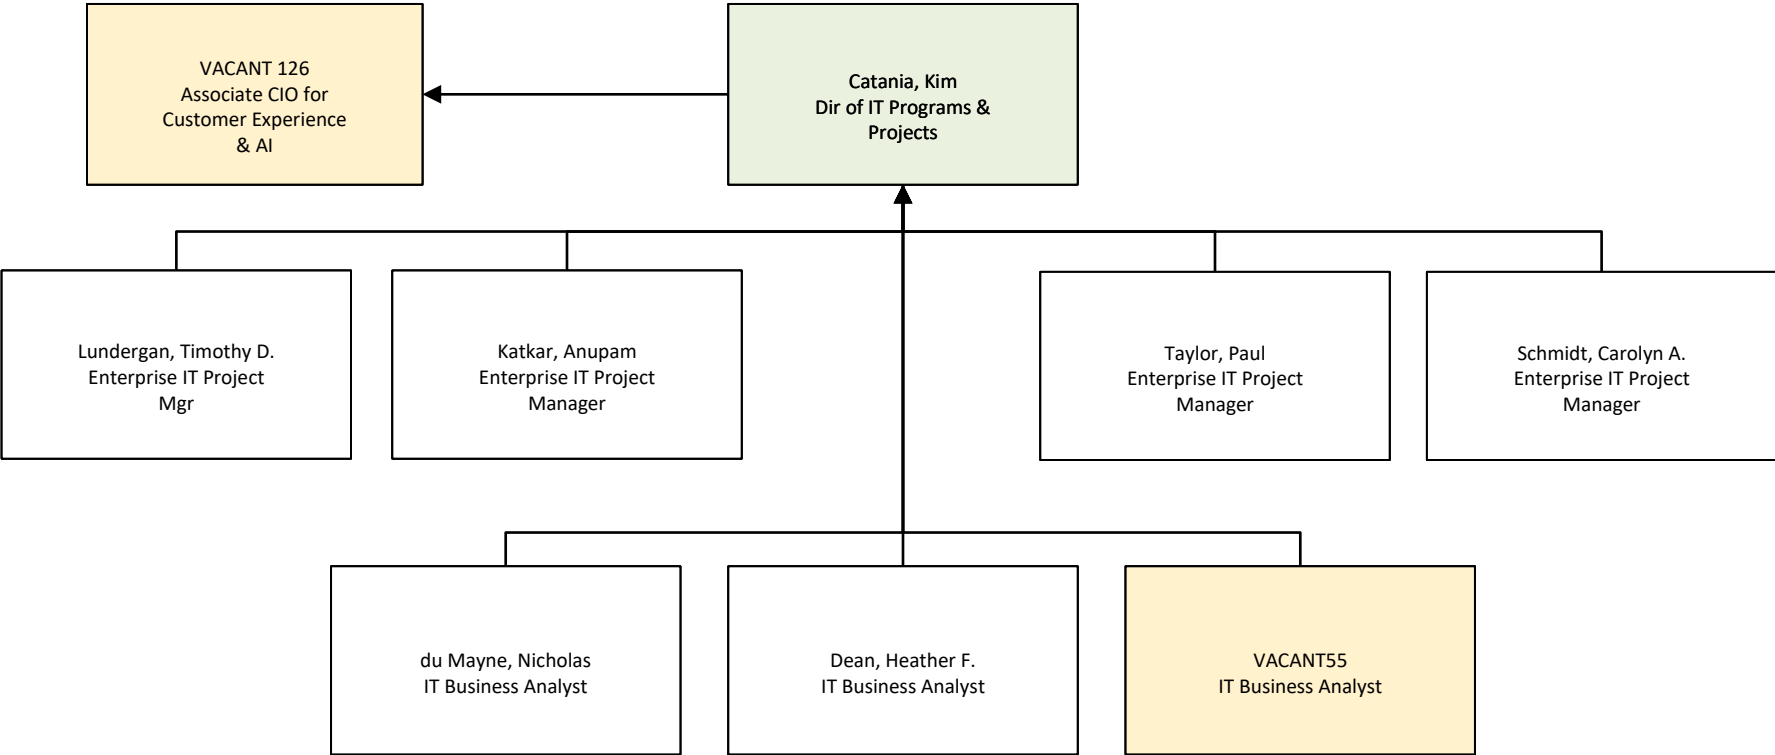 VACANT 126
Associate CIO for
Customer Experience
& AI
Catania, Kim
Dir of IT Programs &
Projects
Lundergan, Timothy D.
Enterprise IT Project
Mgr
Katkar, Anupam
Enterprise IT Project
Manager
Taylor, Paul
Enterprise IT Project
Manager
Schmidt, Carolyn A.
Enterprise IT Project
Manager
du Mayne, Nicholas
IT Business Analyst
Dean, Heather F.
IT Business Analyst
VACANT55
IT Business Analyst